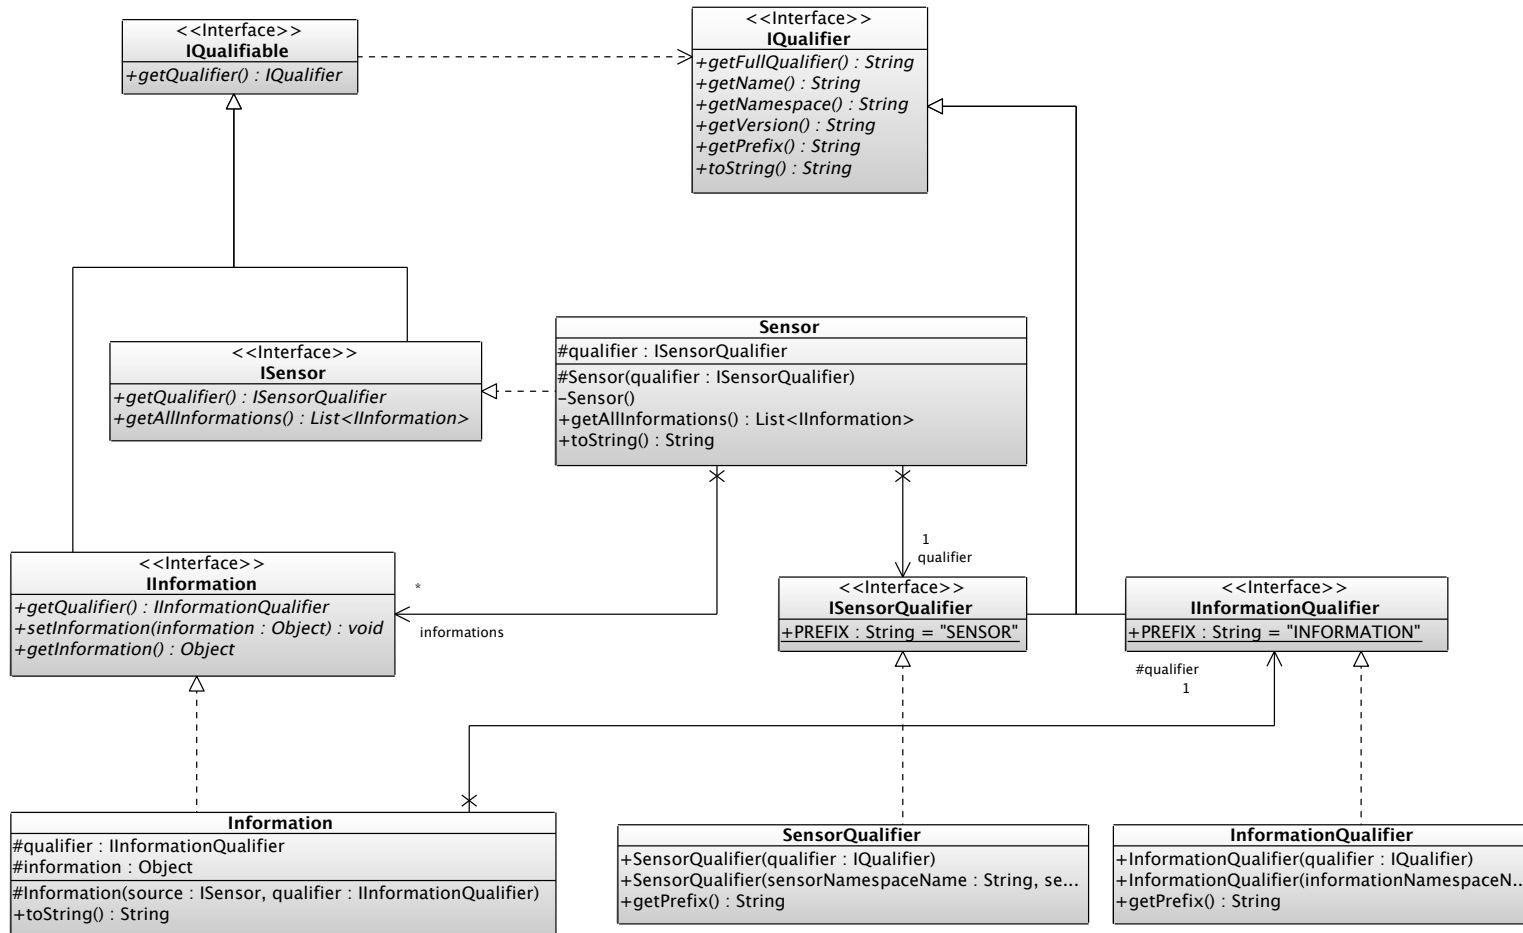 <<Interface>>
IQualifiable
+getQualifier() : IQualifier
<<Interface>>
IQualifier
+getFullQualifier() : String
+getName() : String
+getNamespace() : String
+getVersion() : String
+getPrefix() : String
+toString() : String
<<Interface>>
ISensor
+getQualifier() : ISensorQualifier
+getAllInformations() : List<IInformation>
Sensor
#qualifier : ISensorQualifier
#Sensor(qualifier : ISensorQualifier)
-Sensor()
+getAllInformations() : List<IInformation>
+toString() : String
<<Interface>>
IInformation
+getQualifier() : IInformationQualifier
+setInformation(information : Object) : void
+getInformation() : Object
*
informations
1
qualifier
<<Interface>>
ISensorQualifier
+PREFIX : String = "SENSOR"
<<Interface>>
IInformationQualifier
+PREFIX : String = "INFORMATION"
#qualifier
1
Information
#qualifier : IInformationQualifier
#information : Object
#Information(source : ISensor, qualifier : IInformationQualifier)
+toString() : String
SensorQualifier
+SensorQualifier(qualifier : IQualifier)
+SensorQualifier(sensorNamespaceName : String, se...
+getPrefix() : String
InformationQualifier
+InformationQualifier(qualifier : IQualifier)
+InformationQualifier(informationNamespaceN...
+getPrefix() : String